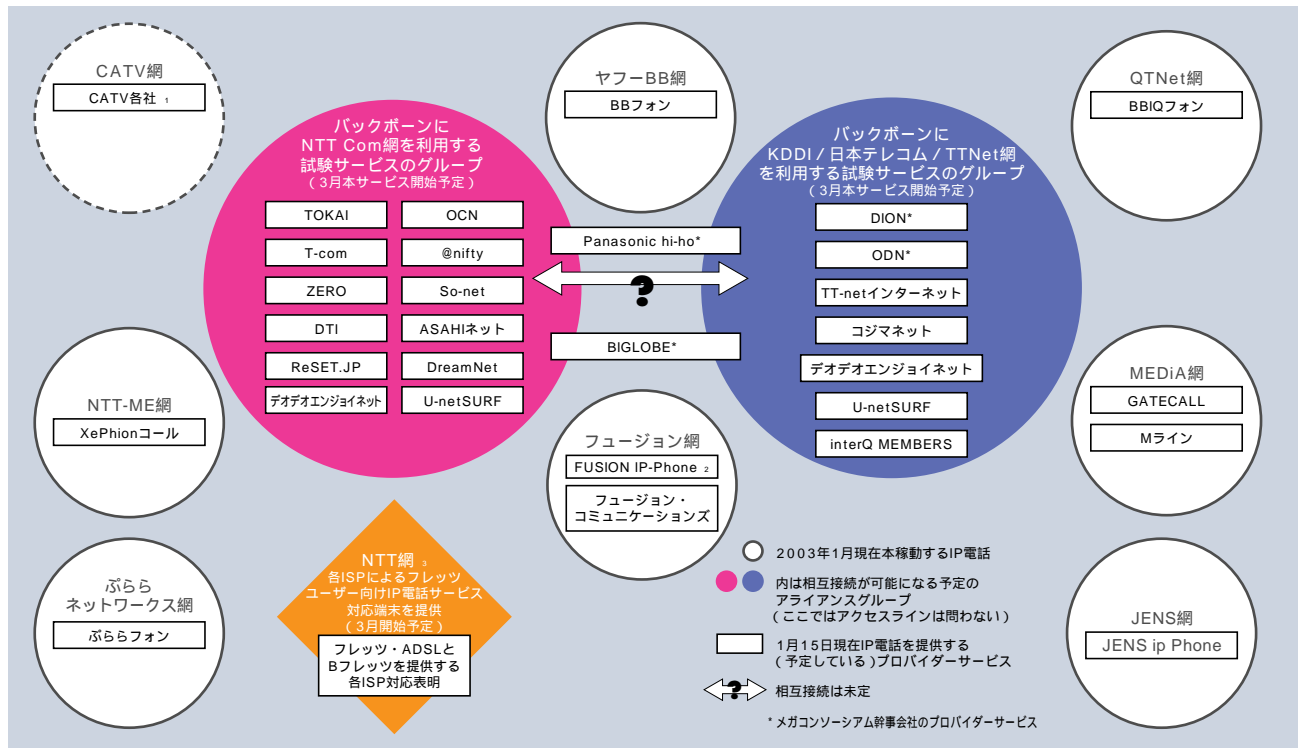 CATV網
CATV各社 1
ヤフーBB網
BBフォン
QTNet網
BBIQフォン
バックボーンに
NTT Com網を利用する
試験サービスのグループ
(3月本サービス開始予定)
TOKAI
OCN
T-com
@nifty
ZERO
So-net
DTI
ASAHIネット
ReSET.JP
DreamNet
デオデオエンジョイネット
U-netSURF
Panasonic hi-ho*
?
BIGLOBE*
バックボーンに
KDDI / 日本テレコム / TTNet網
を利用する試験サービスのグループ
(3月本サービス開始予定)
DION*
ODN*
TT-netインターネット
コジマネット
デオデオエンジョイネット
U-netSURF
interQ MEMBERS
NTT-ME網
XePhionコール
フュージョン網
FUSION IP-Phone 2
フュージョン・
コミュニケーションズ
MEDiA網
GATECALL
Mライン
ぷらら
ネットワークス網
ぷららフォン
NTT網 3
各ISPによるフレッツ
ユーザー向けIP電話サービス
対応端末を提供
(3月開始予定)
フレッツ・ADSLと
Bフレッツを提供する
各ISP対応表明
JENS網
JENS ip Phone
2003年1月現在本稼動するIP電話
内は相互接続が可能になる予定の
アライアンスグループ
(ここではアクセスラインは問わない)
1月15日現在IP電話を提供する
(予定している)プロバイダーサービス
? 相互接続は未定
* メガコンソーシアム幹事会社のプロバイダーサービス